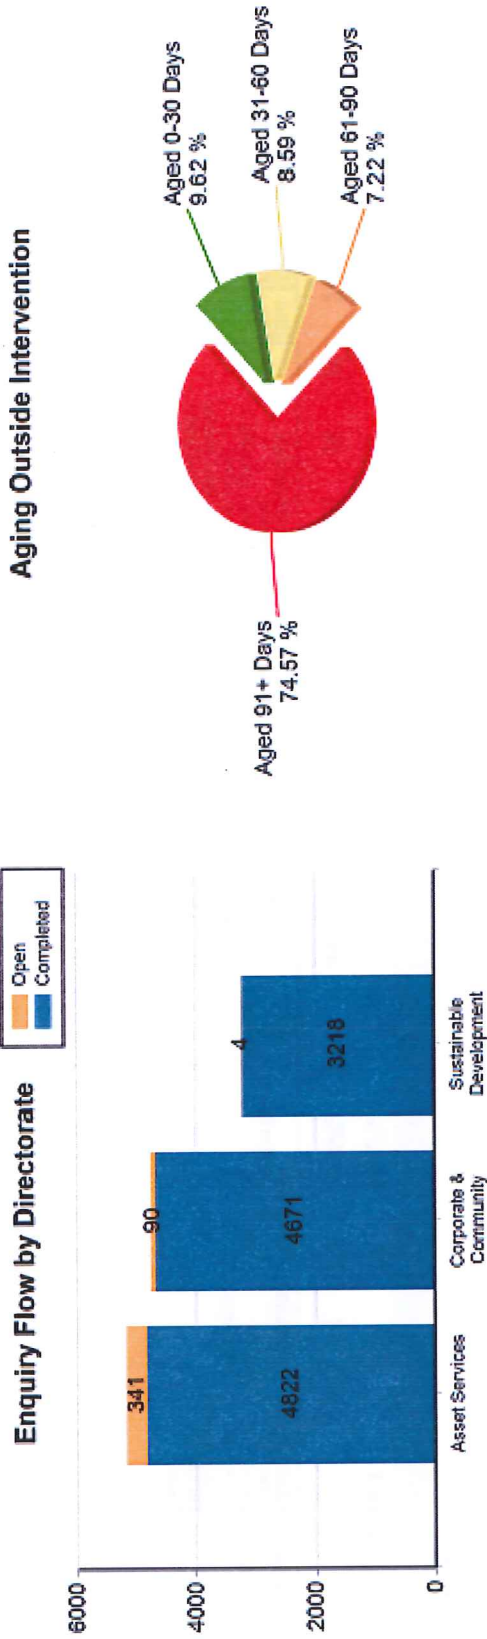 Enquiry Flow by Directorate
Open
Completed
6000
4000
2000
0
341
4822
90
4671
4
3218
Asset Services
Corporate &
Community
Sustainable
Development
Aging Outside Intervention
Aged 0-30 Days
9.62 %
Aged 31-60 Days
8.59 %
Aged 61-90 Days
7.22 %
Aged 91+ Days
74.57 %